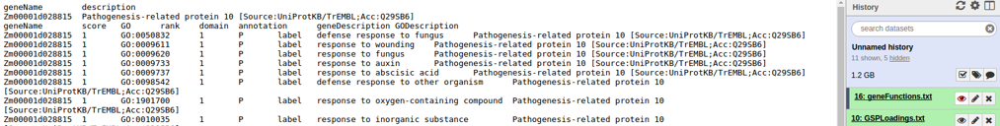 geneName description
Zm00001d028815 Pathogenesis-related protein 10 [Source:UniProtKB/TrEMBL;Acc:Q29SB6]
geneName score GO rank domain annotation geneDescription GODescription
Zm00001d028815 1 GO:0050832 1 P label defense response to fungus Pathogenesis-related protein 10 [Source:UniProtKB/TrEMBL;Acc:Q29SB6]
Zm00001d028815 1 GO:0009611 1 P label response to wounding Pathogenesis-related protein 10 [Source:UniProtKB/TrEMBL;Acc:Q29SB6]
Zm00001d028815 1 GO:0009620 1 P label response to fungus Pathogenesis-related protein 10 [Source:UniProtKB/TrEMBL;Acc:Q29SB6]
Zm00001d028815 1 GO:0009733 1 P label response to auxin Pathogenesis-related protein 10 [Source:UniProtKB/TrEMBL;Acc:Q29SB6]
Zm00001d028815 1 GO:0009737 1 P label response to abscisic acid Pathogenesis-related protein 10 [Source:UniProtKB/TrEMBL;Acc:Q29SB6]
Zm00001d028815 1 GO:0098542 1 P label defense response to other organism Pathogenesis-related protein 10
[Source:UniProtKB/TrEMBL;Acc:Q29SB6]
Zm00001d028815 1 GO:1901700 1 P label response to oxygen-containing compound Pathogenesis-related protein 10
[Source:UniProtKB/TrEMBL;Acc:Q29SB6]
Zm00001d028815 1 GO:0010035 1 P label response to inorganic substance Pathogenesis-related protein 10
History
search datasets
Unnamed history
11 shown, 5 hidden
1.2 GB
16: geneFunctions.txt
10: GSPLoadings.txt